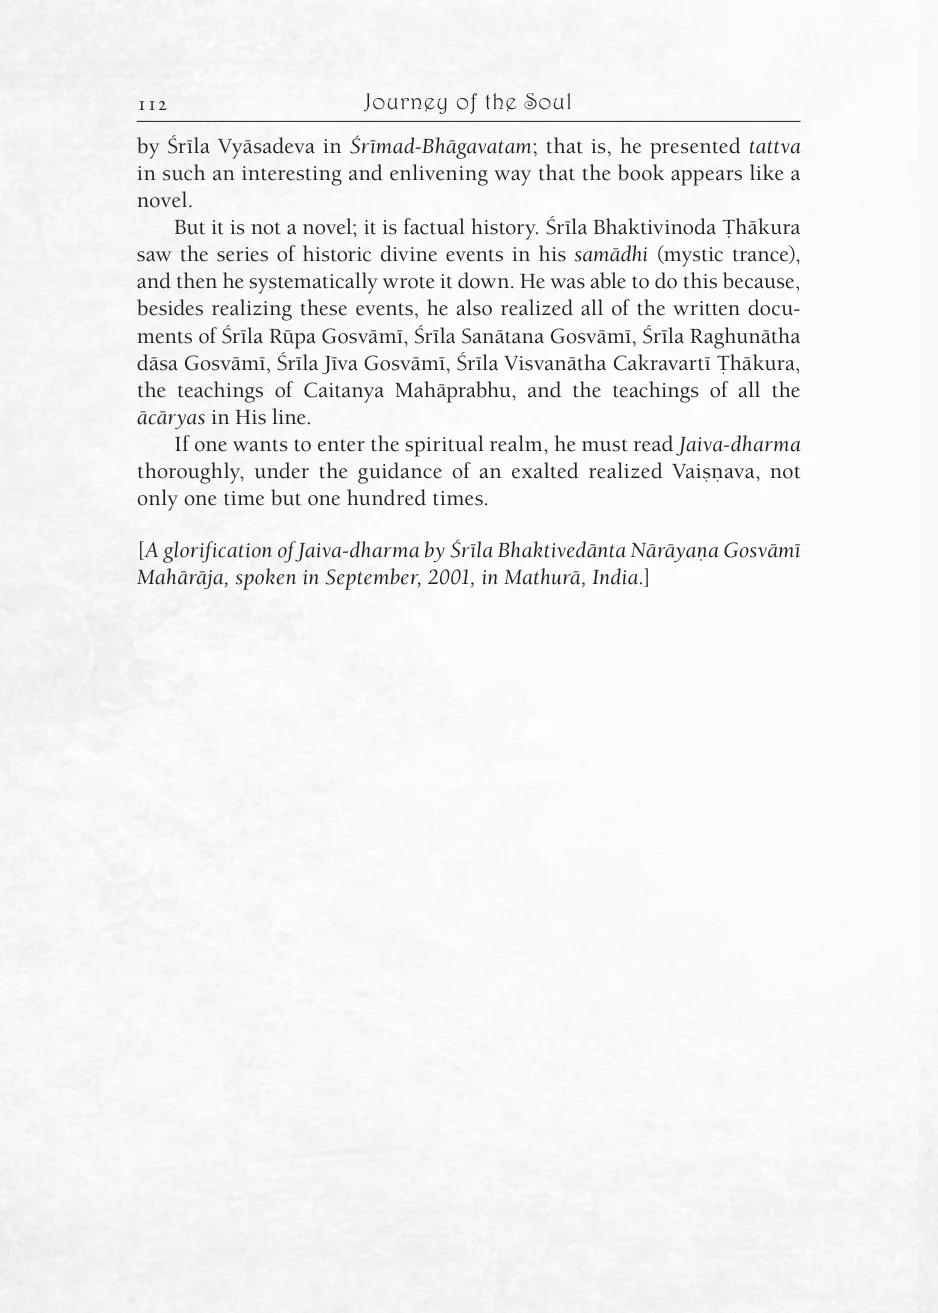 112
Journey of the Soul
by Śrīla Vyāsadeva in Śrīmad-Bhāgavatam; that is, he presented tattva
in such an interesting and enlivening way that the book appears like a
novel.
But it is not a novel; it is factual history. Śrīla Bhaktivinoda Ṭhākura
saw the series of historic divine events in his samādhi (mystic trance),
and then he systematically wrote it down. He was able to do this because,
besides realizing these events, he also realized all of the written docu-
ments of Śrīla Rūpa Gosvāmī, Śrīla Sanātana Gosvāmī, Śrīla Raghunātha
dāsa Gosvāmī, Śrīla Jīva Gosvāmī, Śrīla Visvanātha Cakravartī Ṭhākura,
the teachings of Caitanya Mahāprabhu, and the teachings of all the
ācāryas in His line.
If one wants to enter the spiritual realm, he must read Jaiva-dharma
thoroughly, under the guidance of an exalted realized Vaiṣṇava, not
only one time but one hundred times.
[A glorification of Jaiva-dharma by Śrīla Bhaktivedānta Nārāyaṇa Gosvāmī
Mahārāja, spoken in September, 2001, in Mathurā, India.]